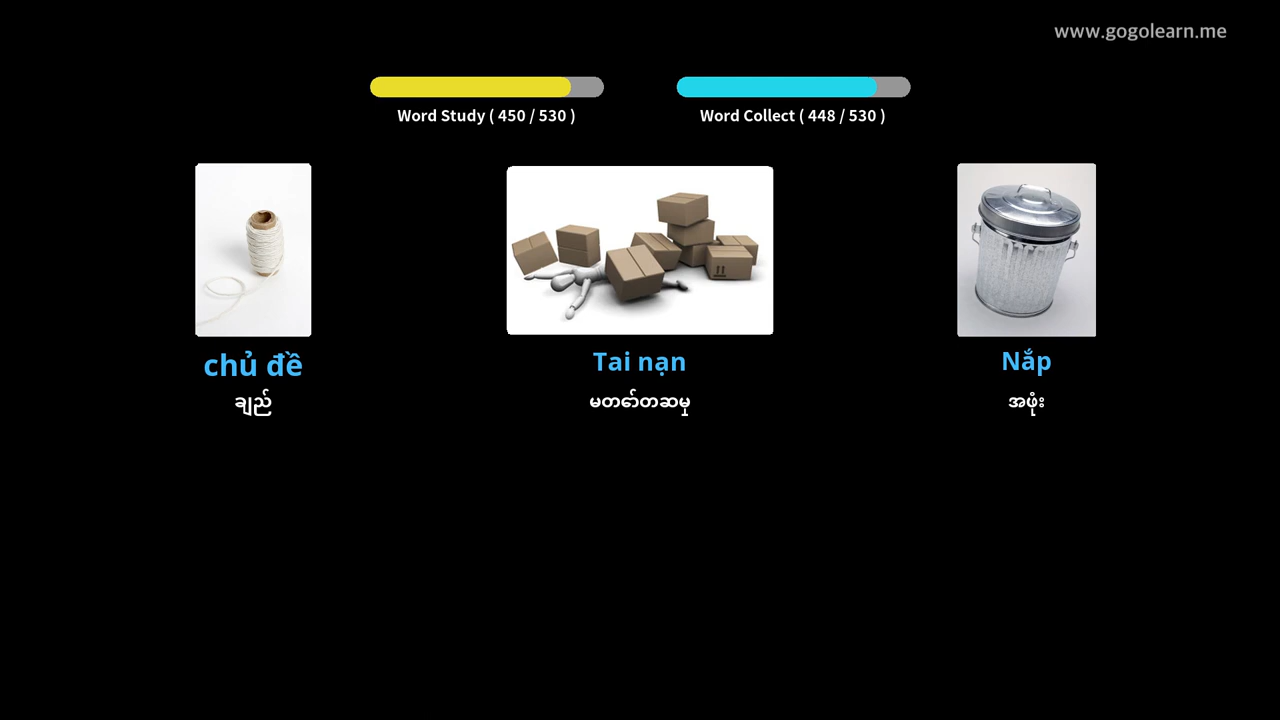 www.gogolearn.me
Word Study ( 450 / 530 )
Word Collect ( 448 / 530 )
chủ đề
Tai nạn
Nắp
ချည်
မတတ်ာတဆမှ
အဖုံး